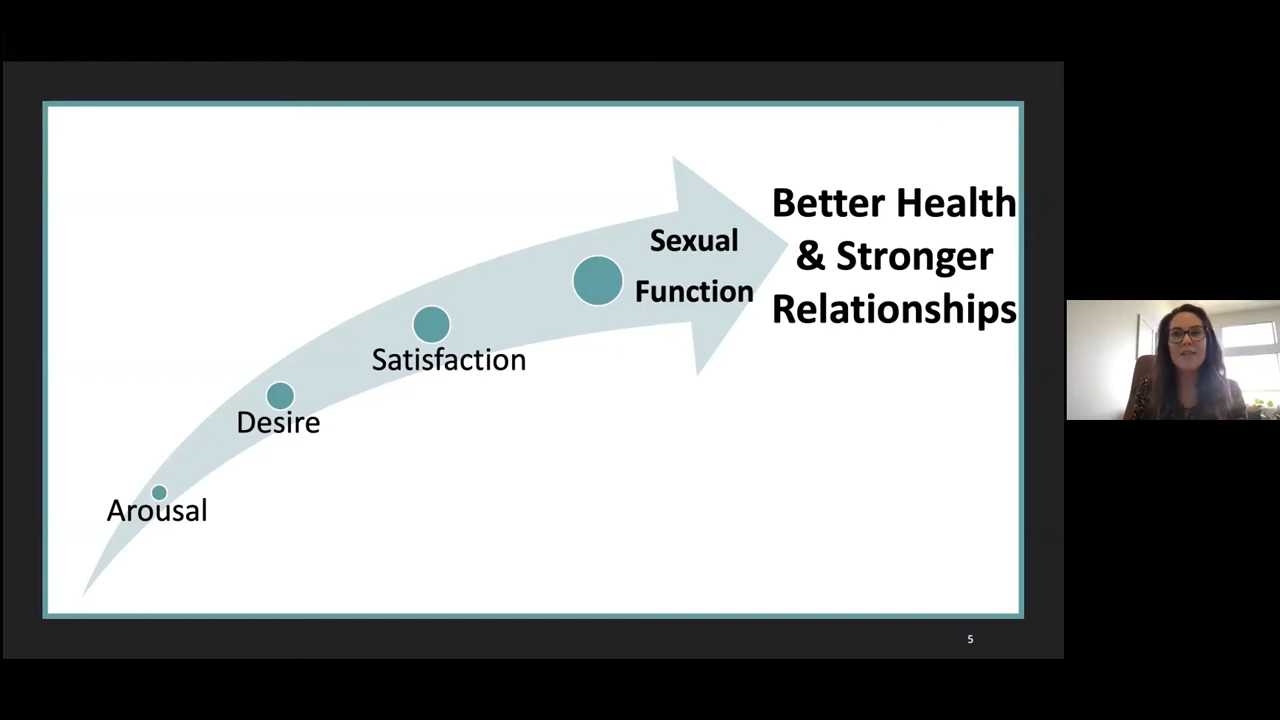 Better Health
& Stronger
Relationships
Sexual
Function
Satisfaction
Desire
Arousal
5